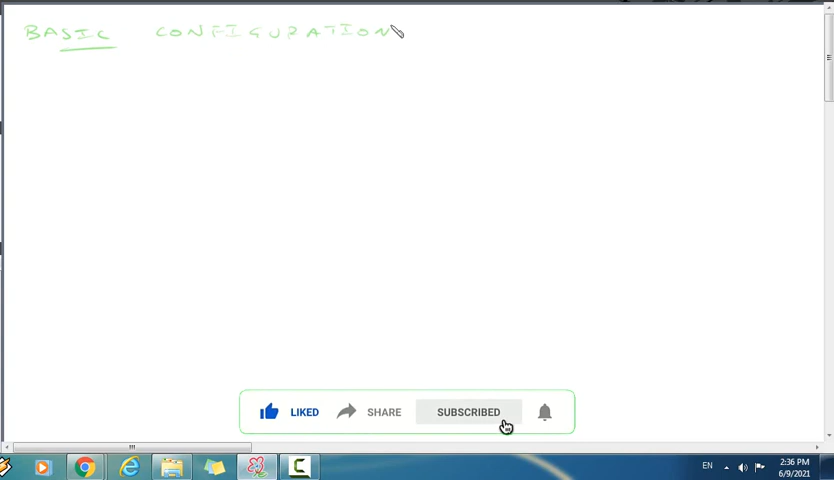 BASIC CONFIGURATION
LIKED SHARE SUBSCRIBED
EN 2:36 PM
6/9/2021